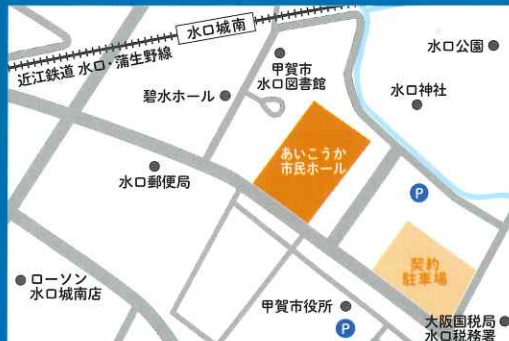 水口城南
近江鉄道 水口・蒲生野線
水口公園
甲賀市
水口図書館
碧水ホール
水口神社
あいこうか
市民ホール
水口郵便局
P
契約
駐車場
ローソン
水口城南店
甲賀市役所
P
大阪国税局
水口税務署